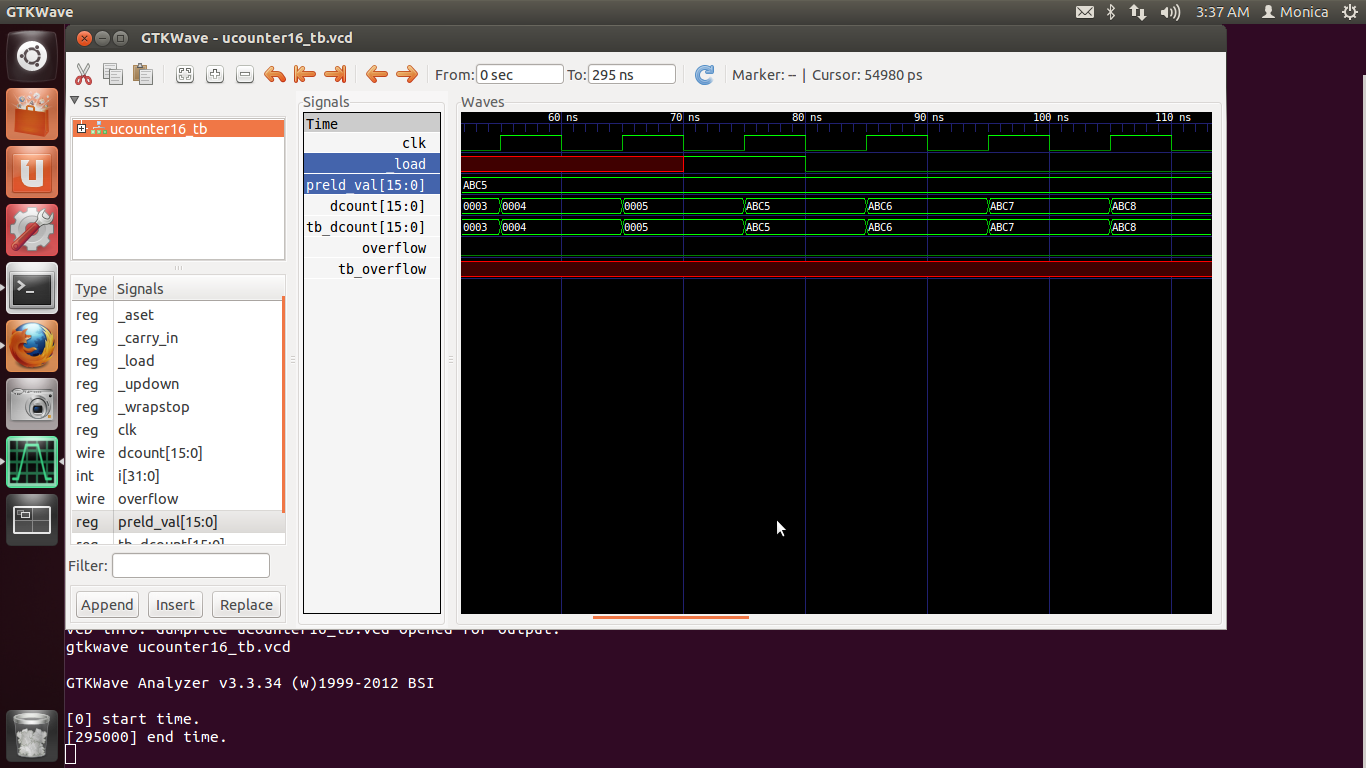 GTKWave
3:37 AM Monica
GTKWave - ucounter16_tb.vcd
From: 0 sec To: 295 ns Marker: -- | Cursor: 54980 ps
SST
ucounter16_tb
Type Signals
reg _aset
reg _carry_in
reg _load
reg _updown
reg _wrapstop
reg clk
wire dcount[15:0]
int i[31:0]
wire overflow
reg preld_val[15:0]
reg tb_dcount[15:0]
Filter:
Append Insert Replace
Signals
Time
clk
_load
preld_val[15:0]
dcount[15:0]
tb_dcount[15:0]
overflow
tb_overflow
Waves
60 ns 70 ns 80 ns 90 ns 100 ns 110 ns
ABC5
0003 0004 0005 ABC5 ABC6 ABC7 ABC8
0003 0004 0005 ABC5 ABC6 ABC7 ABC8
VCD info: dumpfile ucounter16_tb.vcd opened for output.
gtkwave ucounter16_tb.vcd
GTKWave Analyzer v3.3.34 (w)1999-2012 BSI
[0] start time.
[295000] end time.